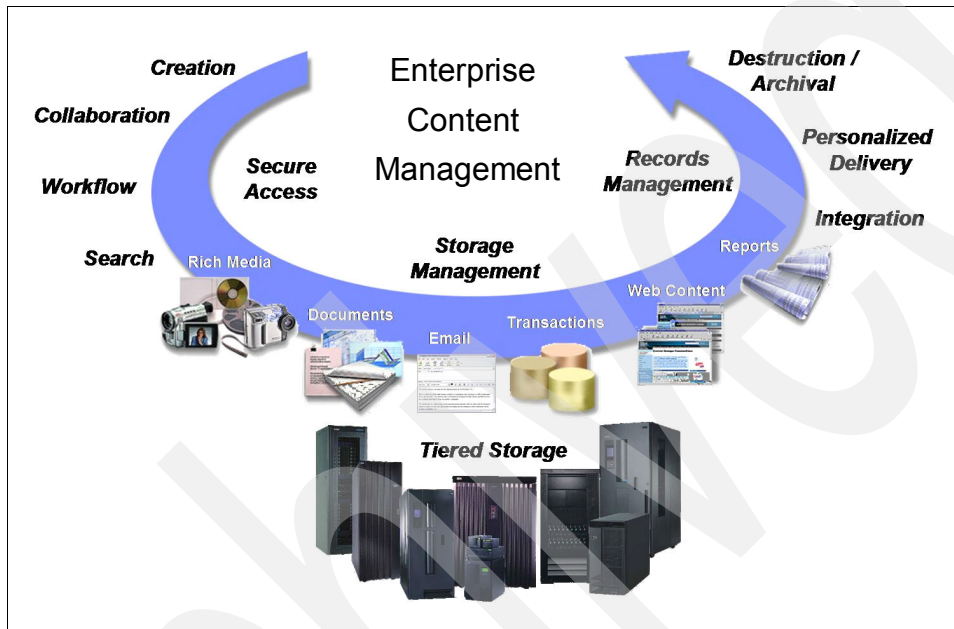 Enterprise
Content
Management
Creation
Collaboration
Workflow
Search
Secure
Access
Storage
Management
Records
Management
Destruction /
Archival
Personalized
Delivery
Integration
Rich Media
Documents
Email
Transactions
Web Content
Reports
Tiered Storage